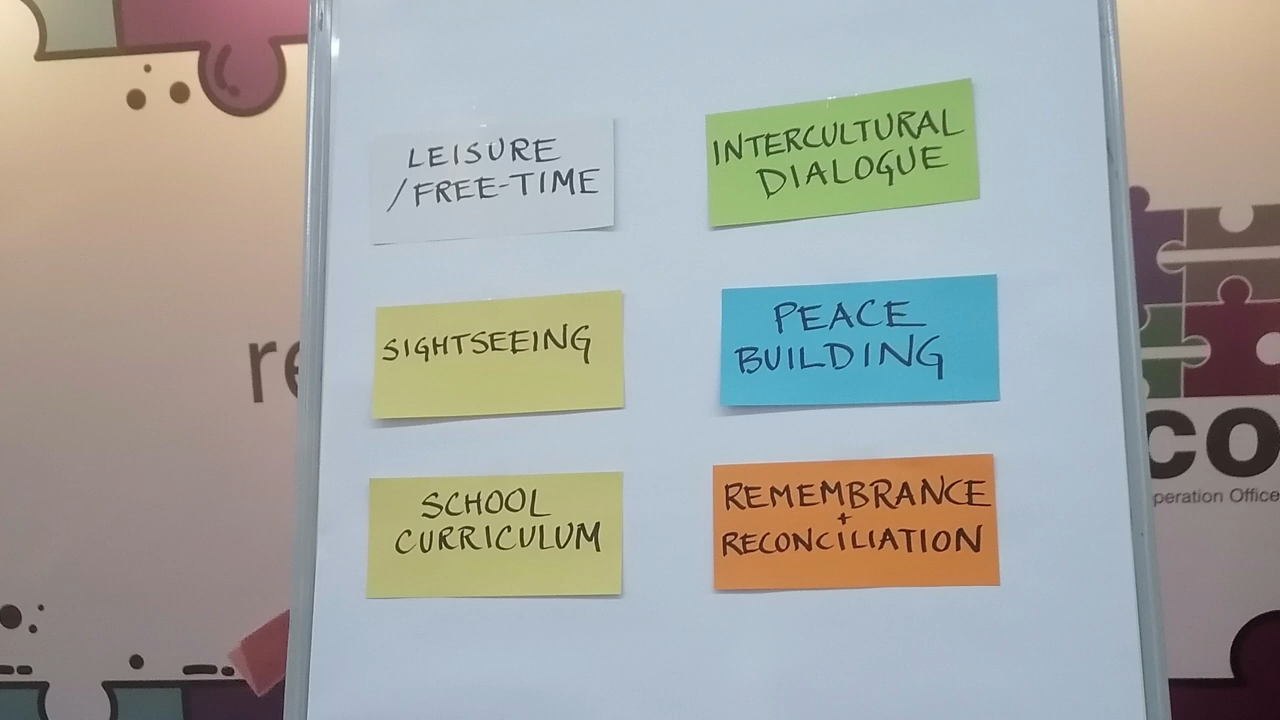 LEISURE
/FREE-TIME
INTERCULTURAL
DIALOGUE
SIGHTSEEING
PEACE
BUILDING
SCHOOL
CURRICULUM
REMEMBRANCE
+
RECONCILIATION
re
co
peration Office